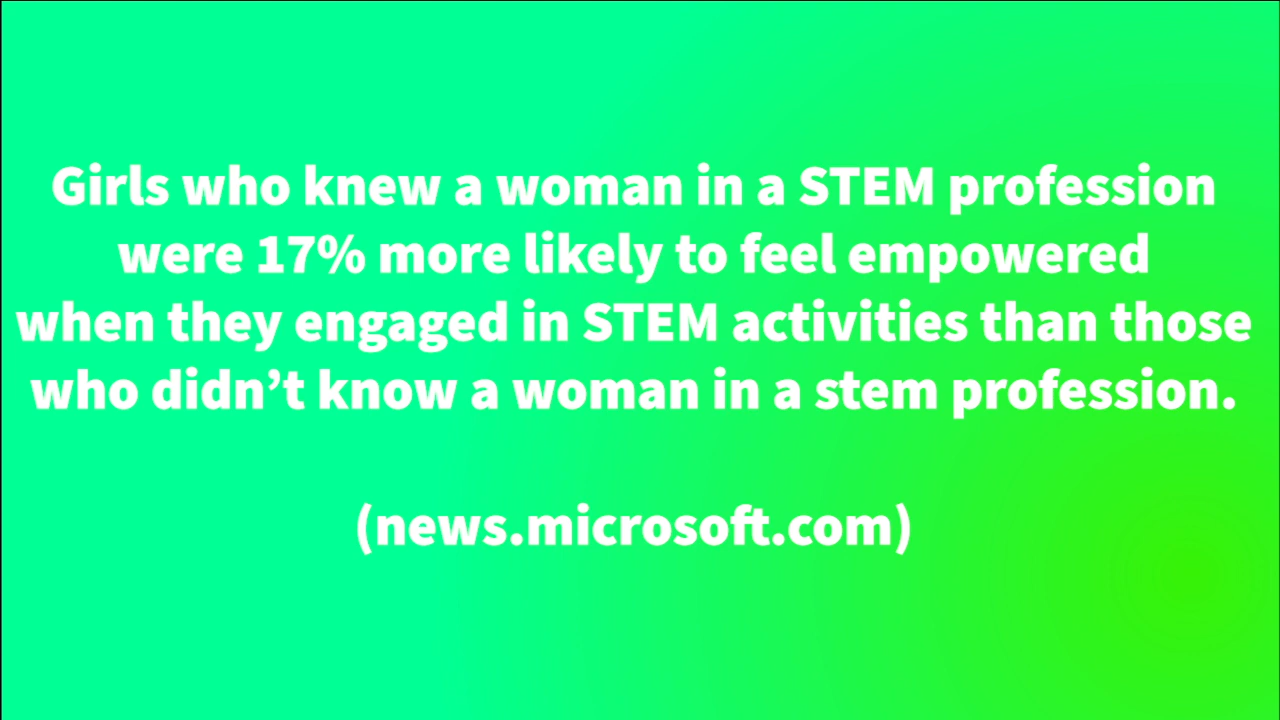 Girls who knew a woman in a STEM profession
were 17% more likely to feel empowered
when they engaged in STEM activities than those
who didn’t know a woman in a stem profession.
(news.microsoft.com)